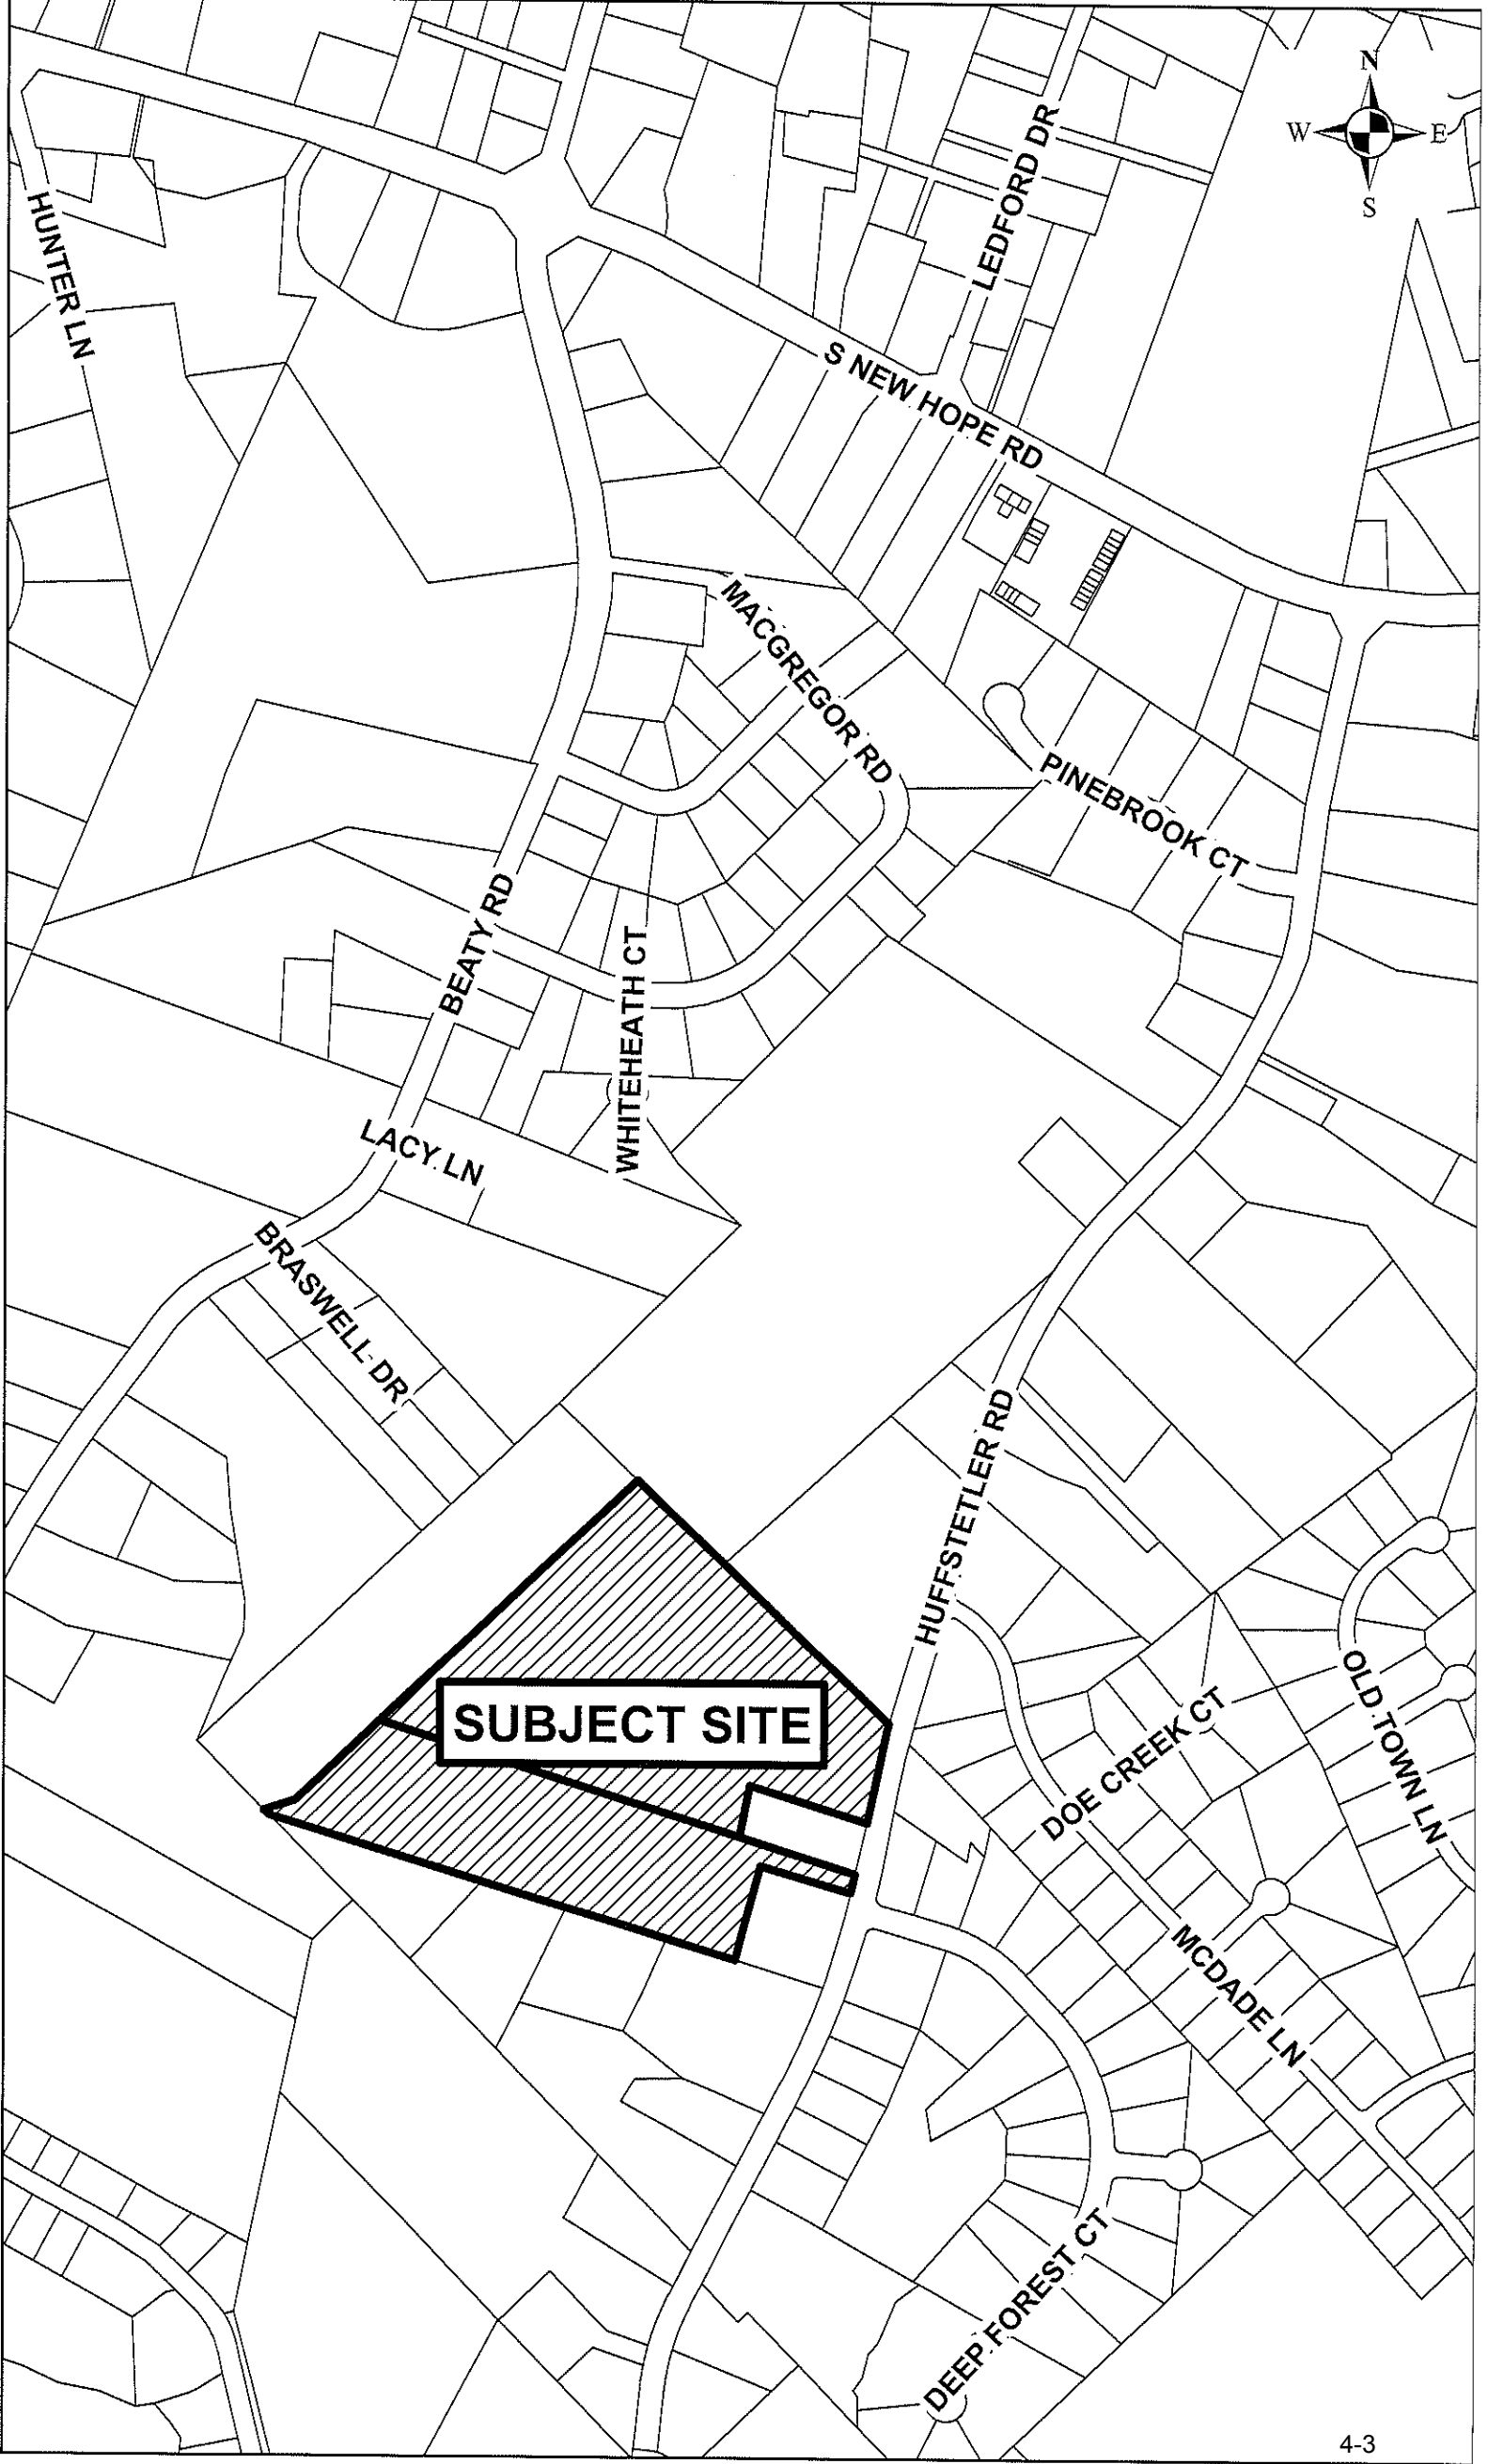 N
W
E
S
LEDFORD DR
HUNTER LN
S NEW HOPE RD
MACGREGOR RD
PINEBROOK CT
BEATY RD
WHITEHEATH CT
LACY LN
BRASWELL DR
HUFFSTETLER RD
SUBJECT SITE
OLD TOWN LN
DOE CREEK CT
MCDADE LN
DEEP FOREST CT
4-3